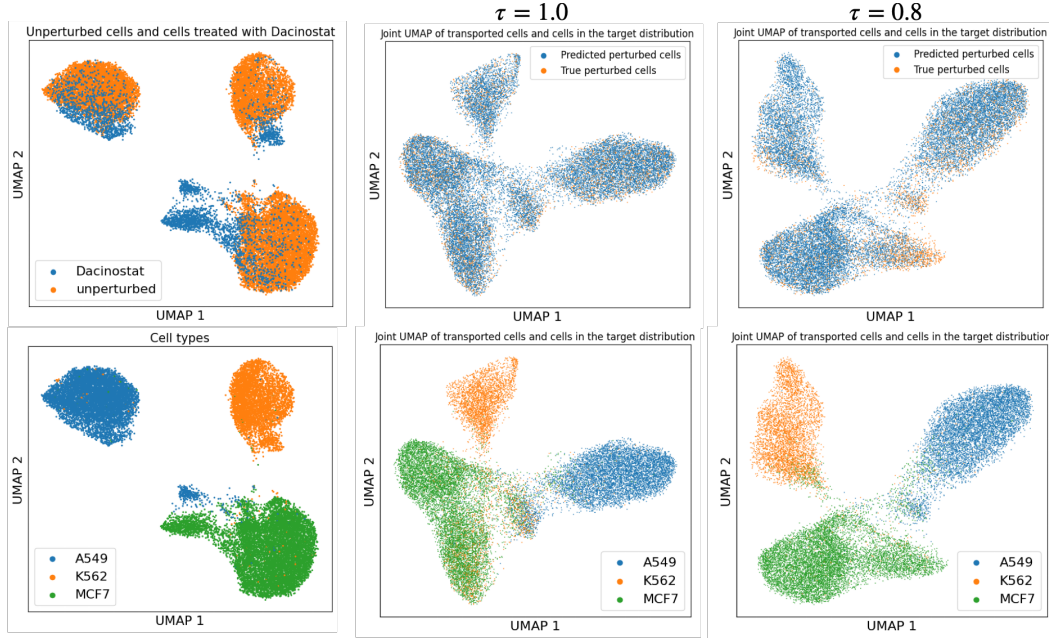 τ = 1.0
τ = 0.8
Unperturbed cells and cells treated with Dacinostat
UMAP 2
Dacinostat
unperturbed
UMAP 1
Joint UMAP of transported cells and cells in the target distribution
Predicted perturbed cells
True perturbed cells
UMAP 2
UMAP 1
Joint UMAP of transported cells and cells in the target distribution
Predicted perturbed cells
True perturbed cells
UMAP 2
UMAP 1
Cell types
UMAP 2
A549
K562
MCF7
UMAP 1
Joint UMAP of transported cells and cells in the target distribution
UMAP 2
A549
K562
MCF7
UMAP 1
Joint UMAP of transported cells and cells in the target distribution
UMAP 2
A549
K562
MCF7
UMAP 1